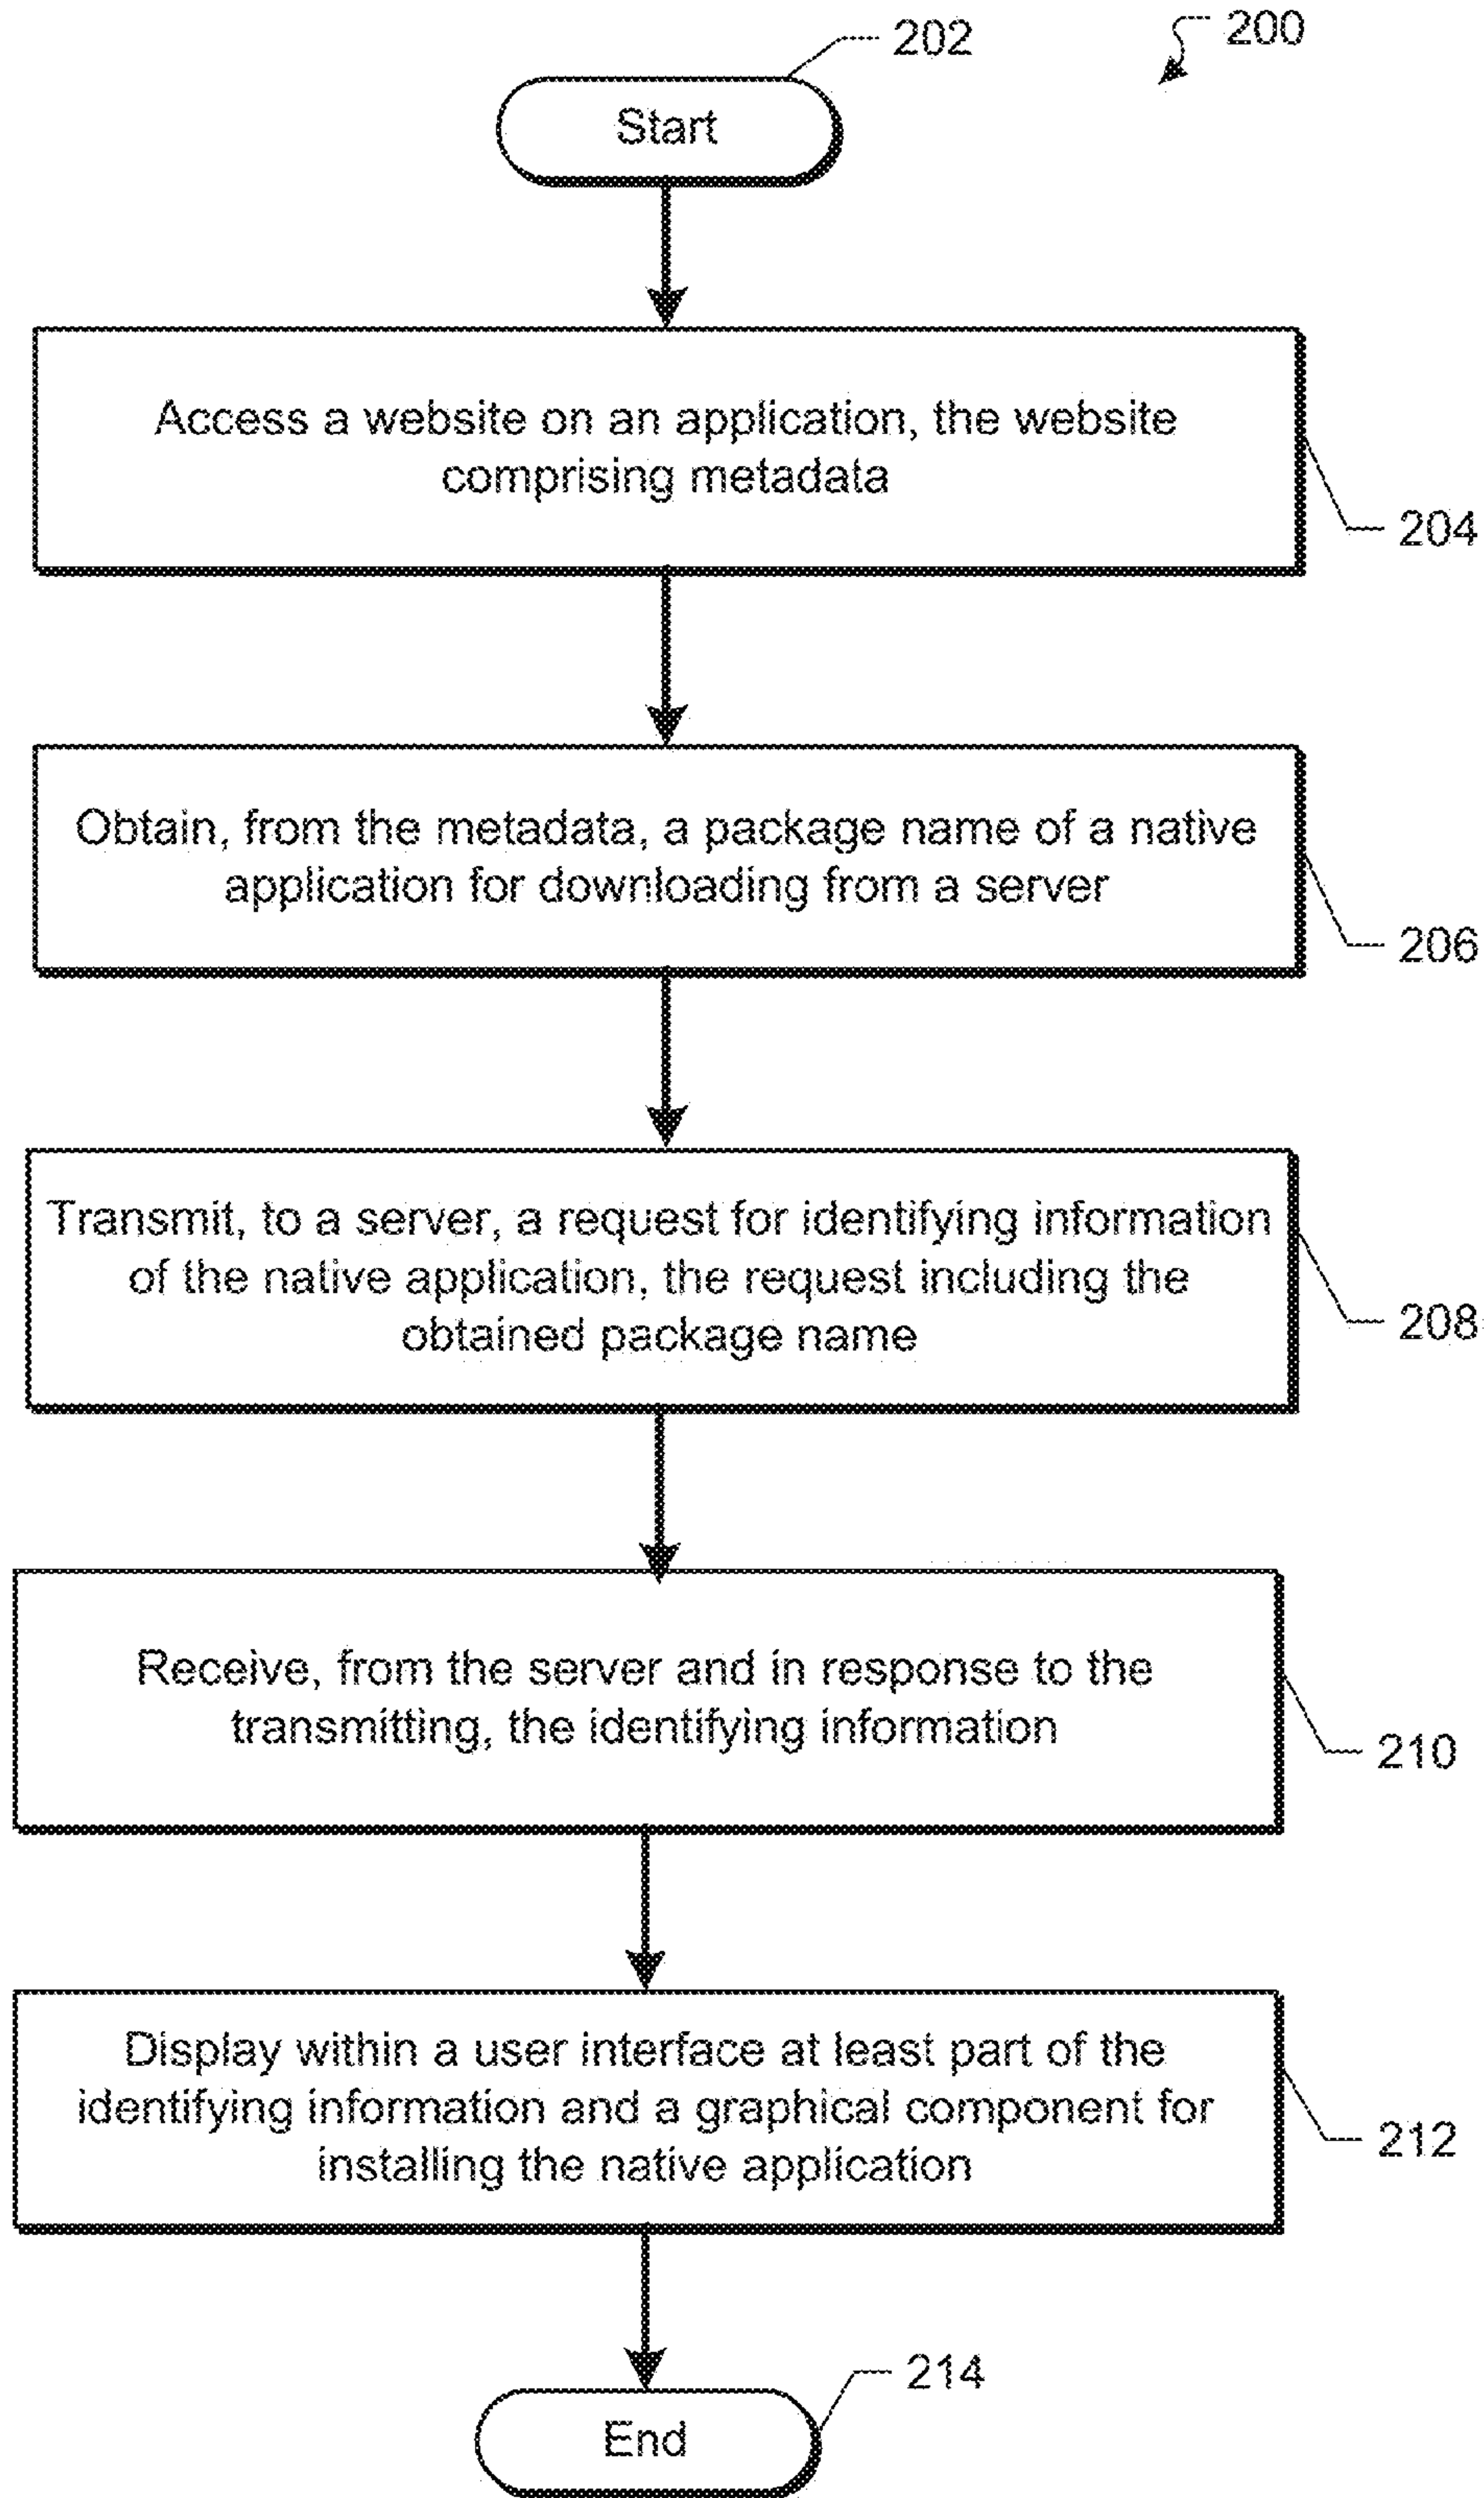 200
202
Start
Access a website on an application, the website
comprising metadata
204
Obtain, from the metadata, a package name of a native
application for downloading from a server
206
Transmit, to a server, a request for identifying information
of the native application, the request including the
obtained package name
208
Receive, from the server and in response to the
transmitting, the identifying information
210
Display within a user interface at least part of the
identifying information and a graphical component for
installing the native application
212
214
End